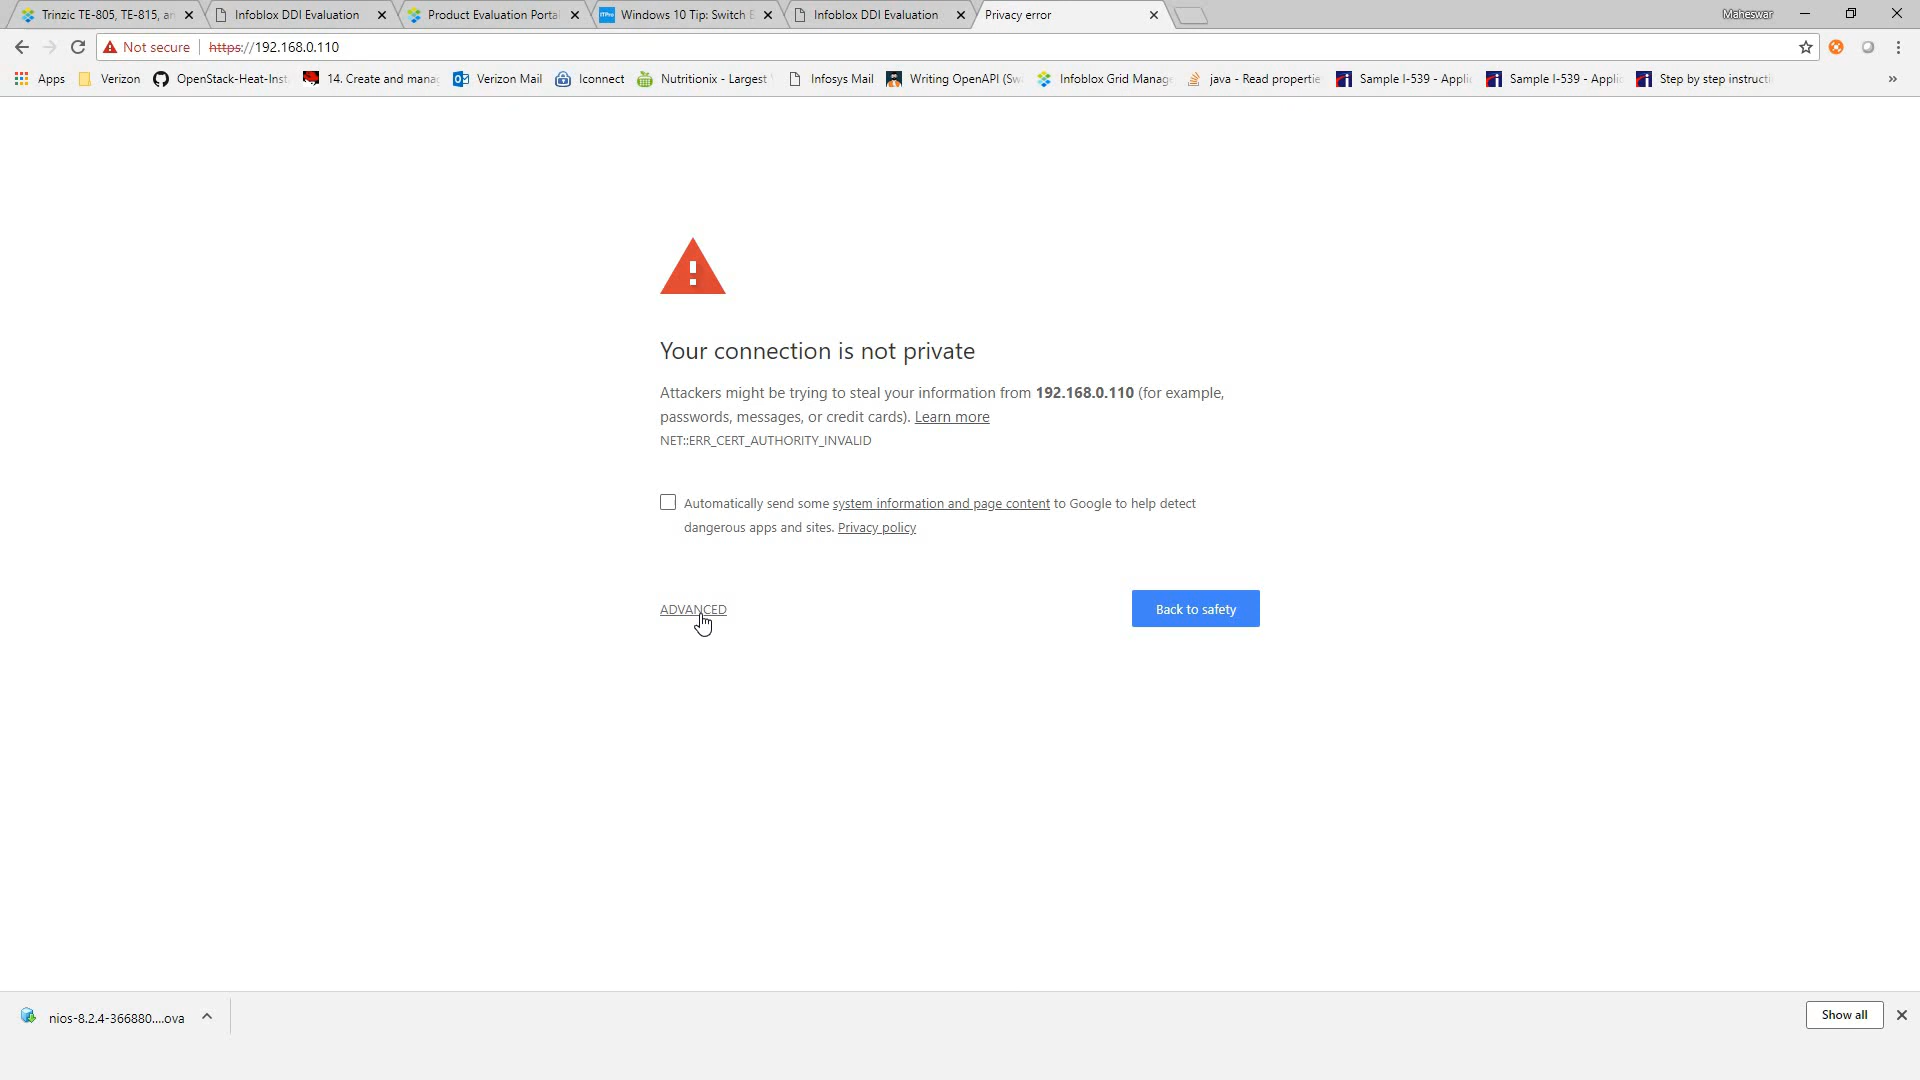 Trinzic TE-805, TE-815, an
Infoblox DDI Evaluation
Product Evaluation Porta
Windows 10 Tip: Switch
Infoblox DDI Evaluation
Privacy error
Maheswar
Not secure
https://192.168.0.110
Apps
Verizon
OpenStack-Heat-Inst
14. Create and mana
Verizon Mail
Iconnect
Nutritionix - Largest
Infosys Mail
Writing OpenAPI (Sw
Infoblox Grid Manag
java - Read propertie
Sample I-539 - Appli
Sample I-539 - Appli
Step by step instructi
»
Your connection is not private
Attackers might be trying to steal your information from 192.168.0.110 (for example,
passwords, messages, or credit cards). Learn more
NET::ERR_CERT_AUTHORITY_INVALID
Automatically send some system information and page content to Google to help detect
dangerous apps and sites. Privacy policy
ADVANCED
Back to safety
nios-8.2.4-366880....ova
Show all